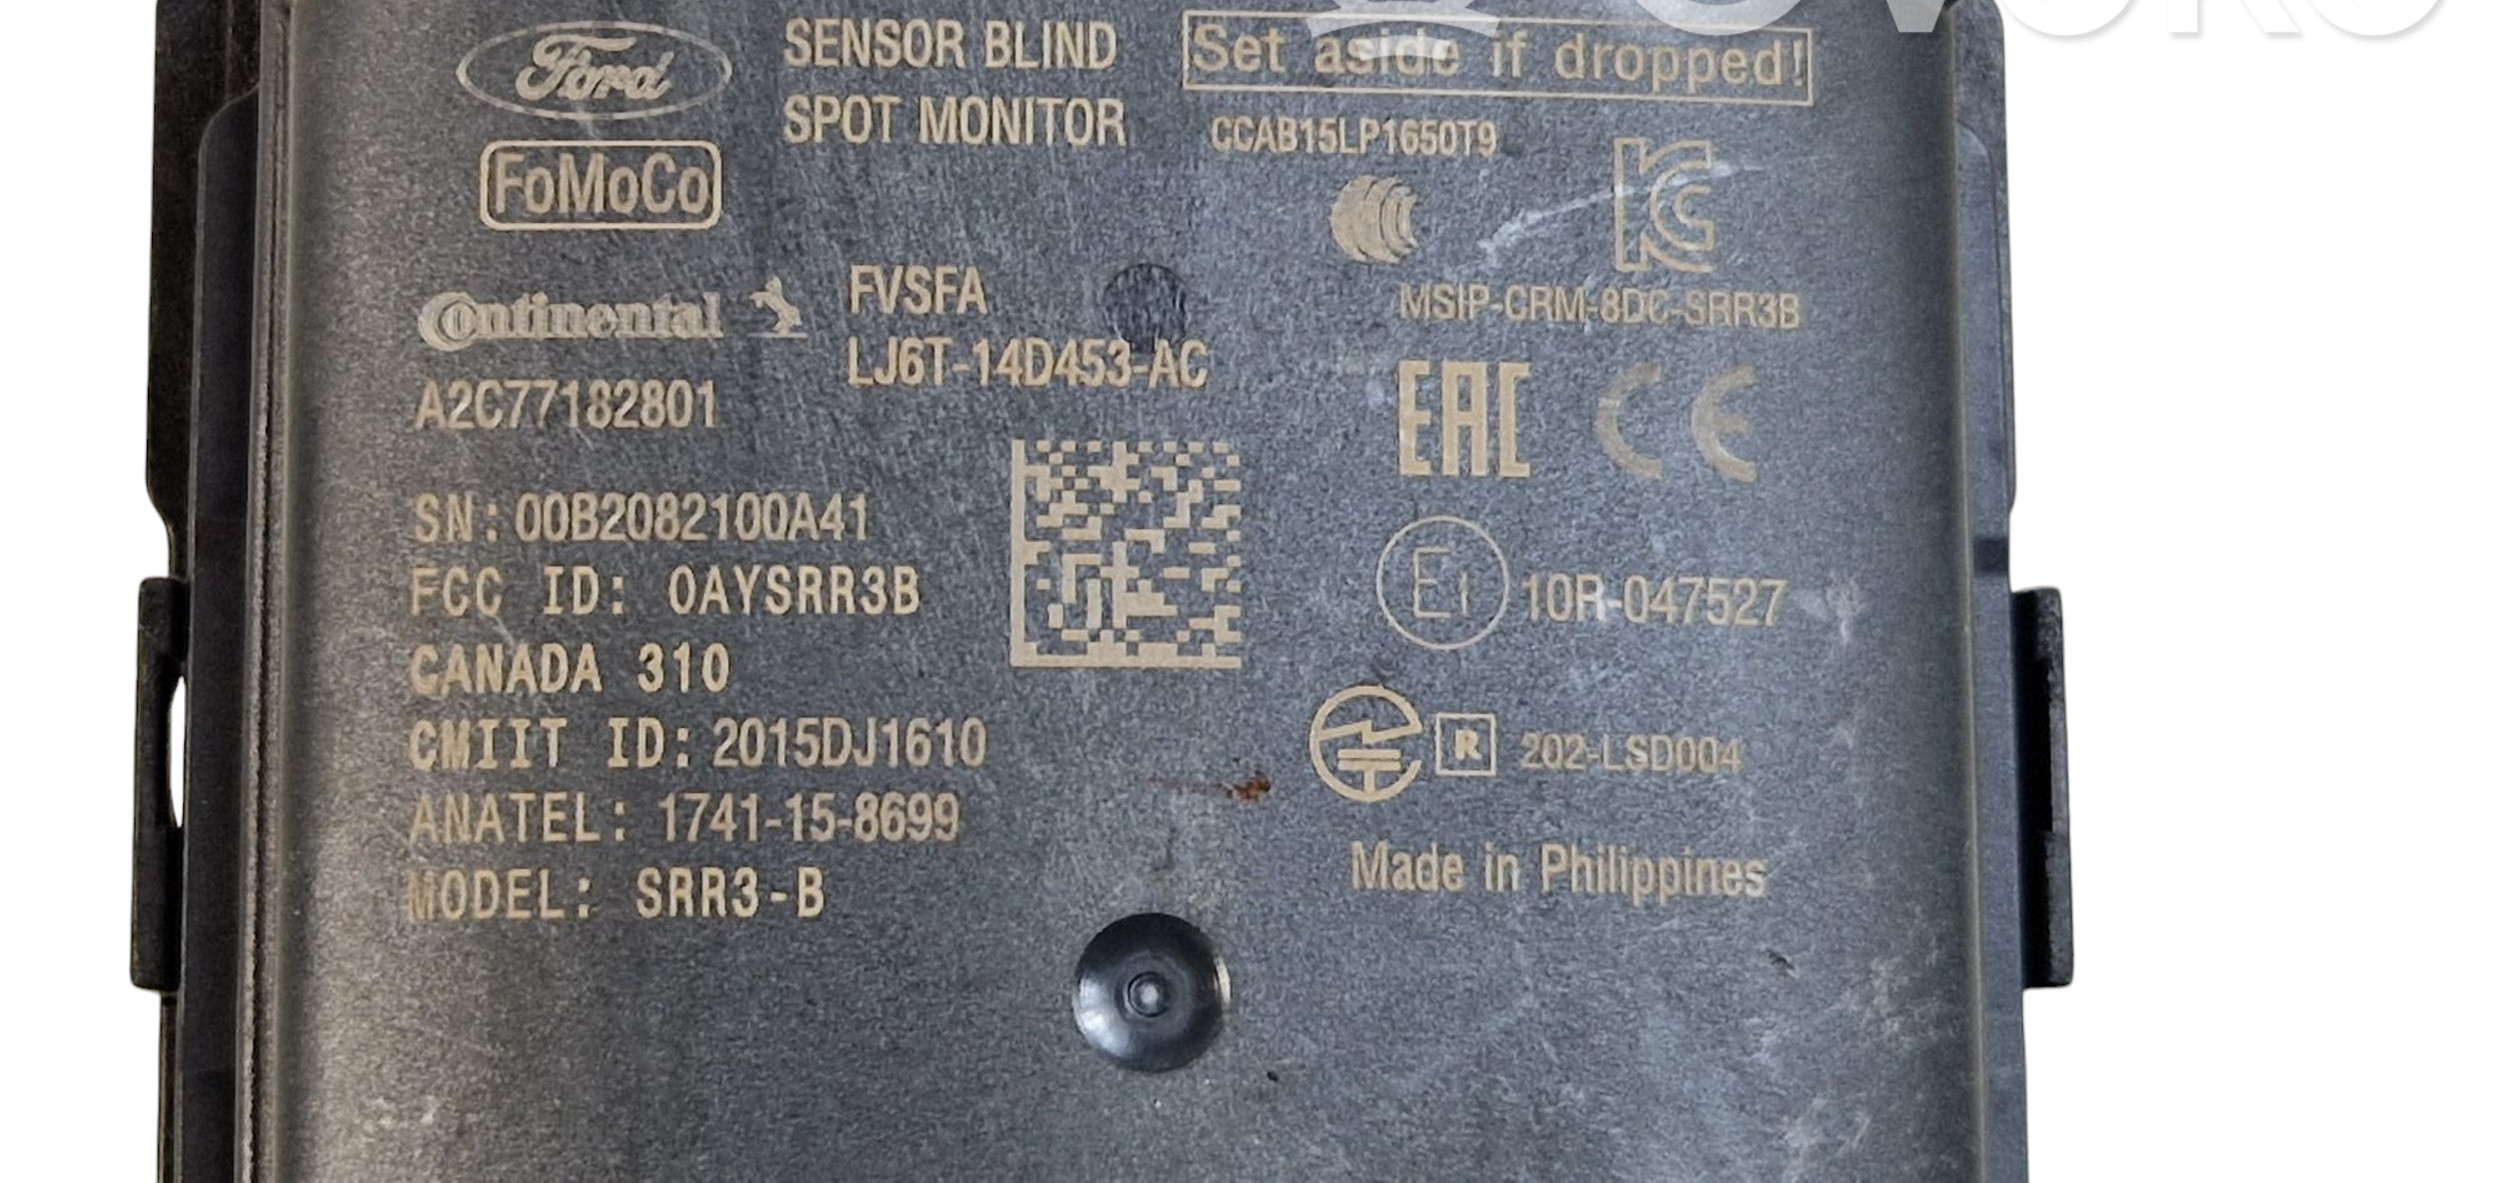 Ford
SENSOR BLIND
SPOT MONITOR
Set aside if dropped!
FoMoCo
CCAB15LP1650T9
Continental
FVSFA
LJ6T-14D453-AC
A2C77182801
MSIP-CRM-8DC-SRR3B
EAC CE
SN: 00B2082100A41
E1 10R-047527
FCC ID: OAYSRR3B
CANADA 310
CMIIT ID: 2015DJ1610
R 202-LSD004
ANATEL: 1741-15-8699
MODEL: SRR3-B
Made in Philippines